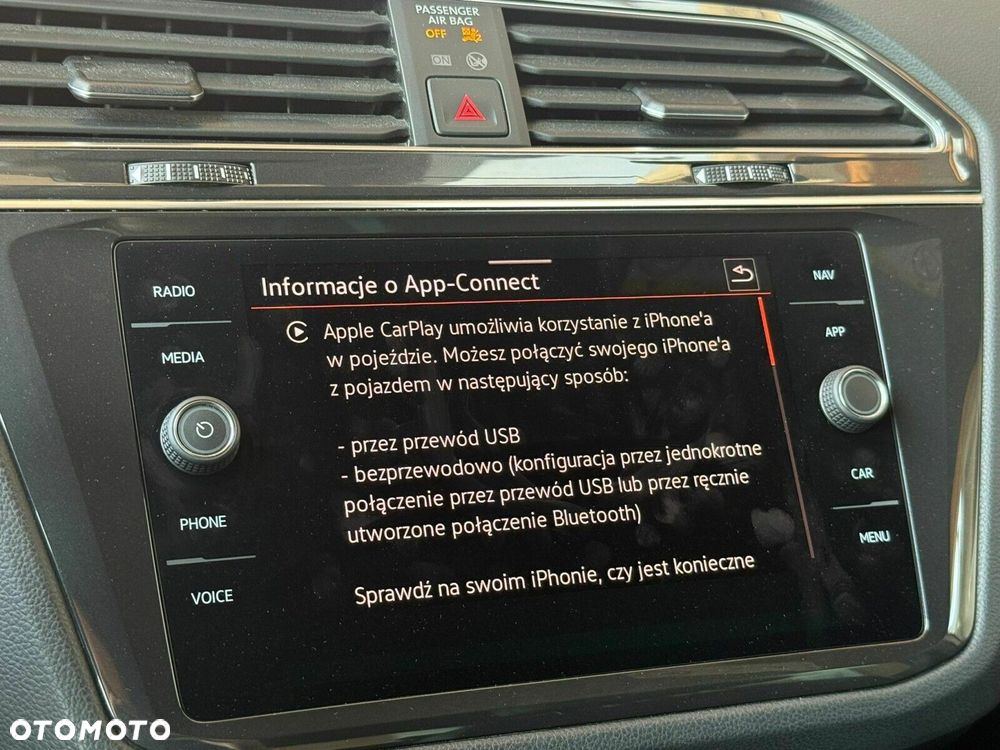 PASSENGER
AIR BAG
OFF
ON
RADIO
MEDIA
PHONE
VOICE
Informacje o App-Connect
Apple CarPlay umożliwia korzystanie z iPhone'a
w pojeździe. Możesz połączyć swojego iPhone'a
z pojazdem w następujący sposób:
- przez przewód USB
- bezprzewodowo (konfiguracja przez jednokrotne
połączenie przez przewód USB lub przez ręcznie
utworzone połączenie Bluetooth)
Sprawdź na swoim iPhonie, czy jest konieczne
NAV
APP
CAR
MENU
OTOMOTO